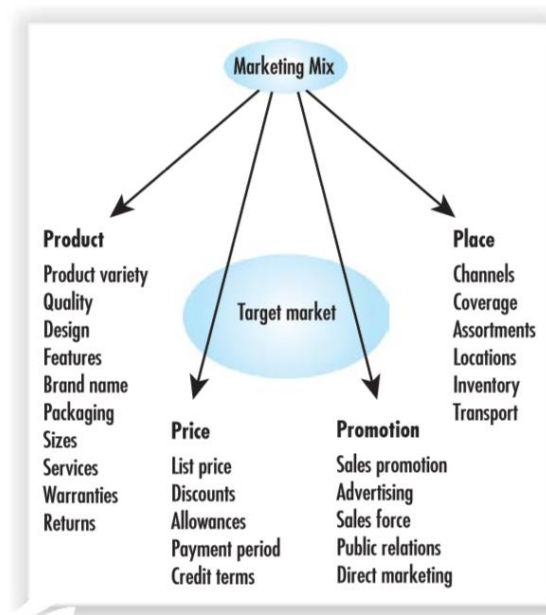 Marketing Mix
Product
Product variety
Quality
Design
Features
Brand name
Packaging
Sizes
Services
Warranties
Returns
Target market
Price
List price
Discounts
Allowances
Payment period
Credit terms
Promotion
Sales promotion
Advertising
Sales force
Public relations
Direct marketing
Place
Channels
Coverage
Assortments
Locations
Inventory
Transport